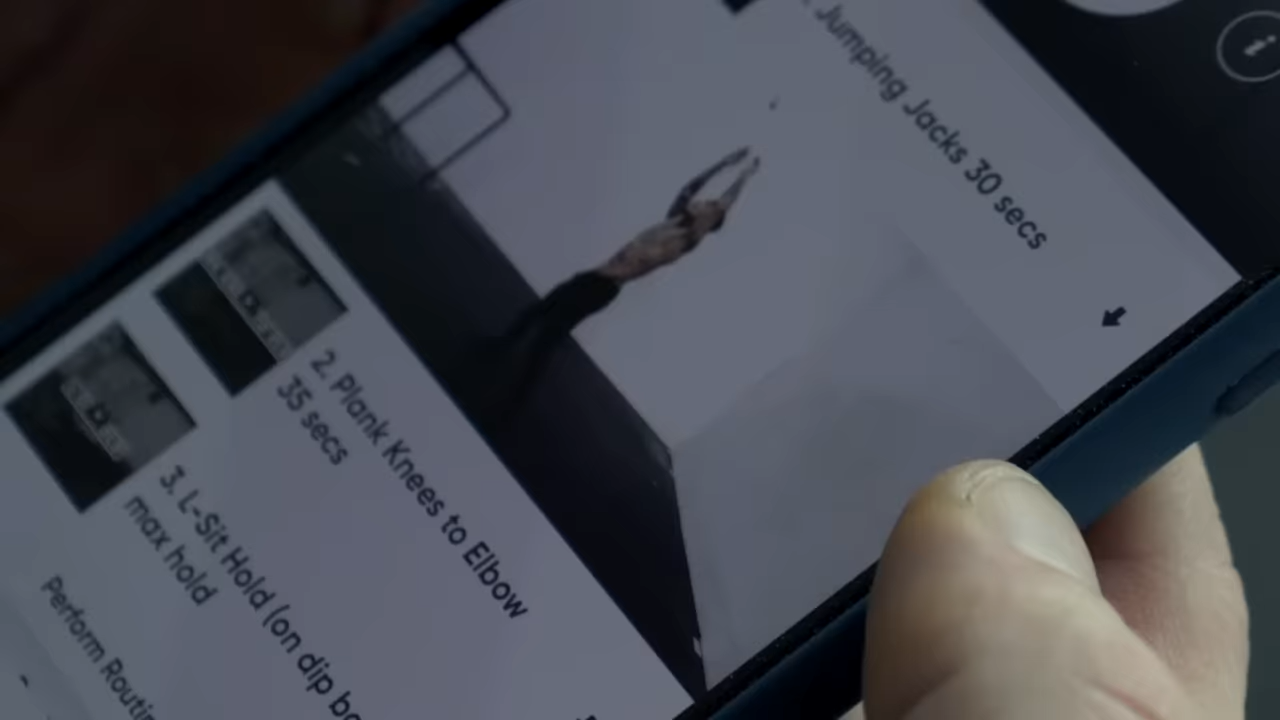 Jumping Jacks 30 secs
2. Plank Knees to Elbow
35 secs
3. L-Sit Hold (on dip
max hold
Perform
i